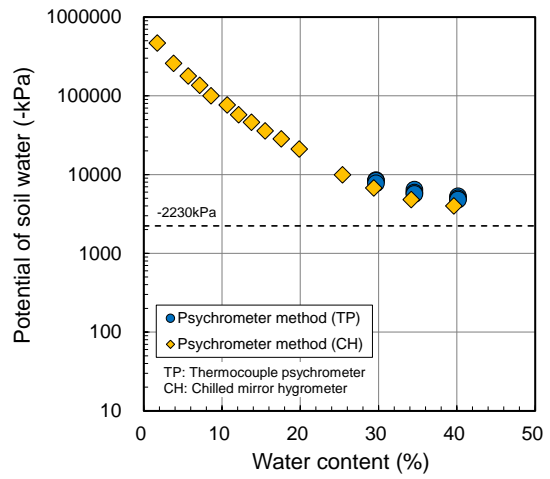 Potential of soil water (-kPa)
1000000
100000
10000
1000
100
10
-2230kPa
Psychrometer method (TP)
Psychrometer method (CH)
TP: Thermocouple psychrometer
CH: Chilled mirror hygrometer
0 10 20 30 40 50
Water content (%)